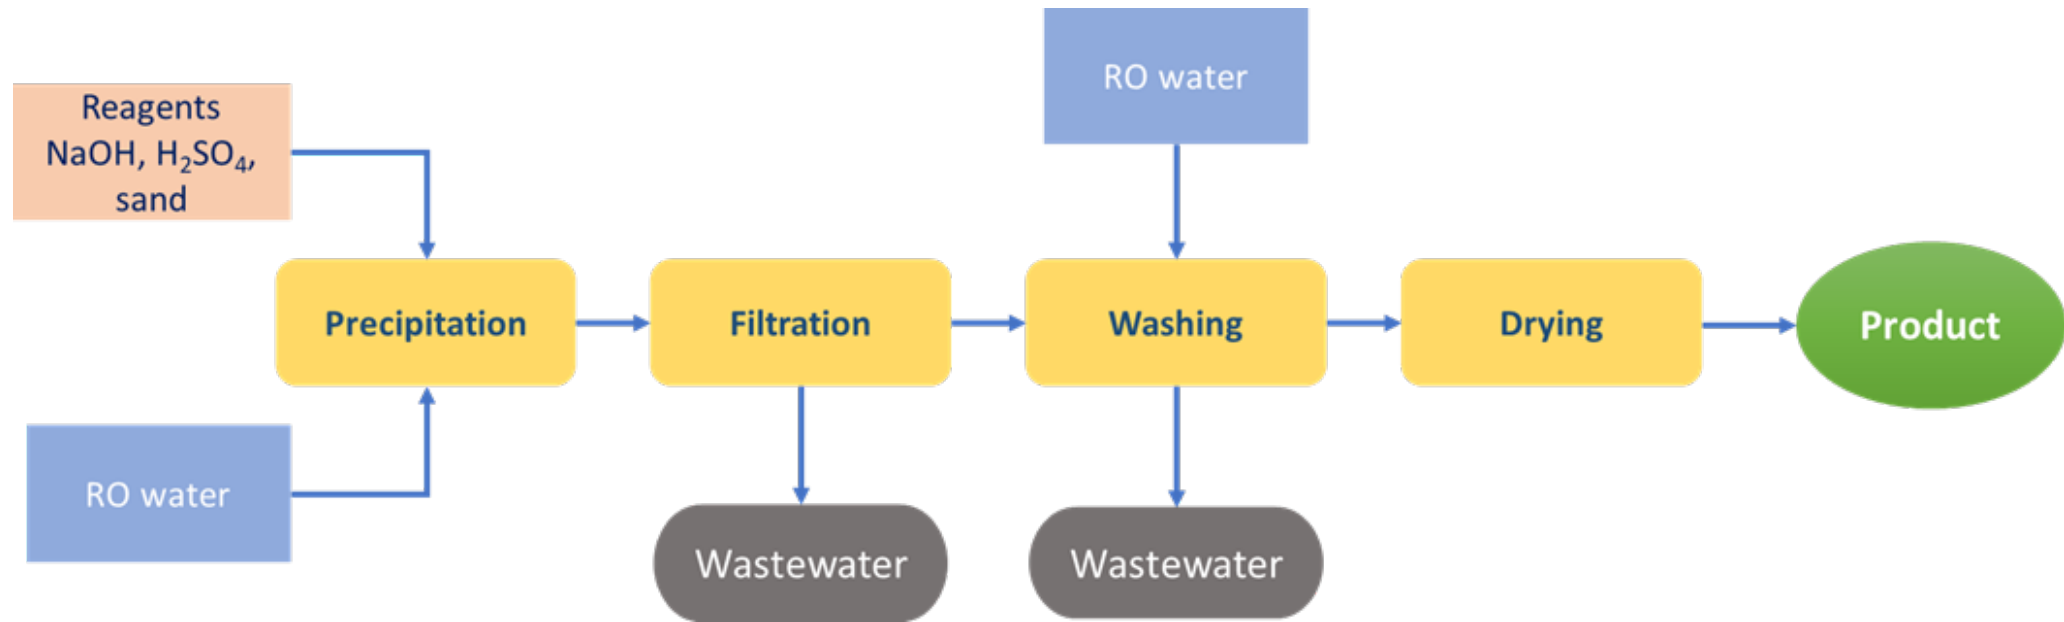 RO water
Reagents
NaOH, H₂SO₄,
sand
Precipitation
Filtration
Washing
Drying
Product
RO water
Wastewater
Wastewater